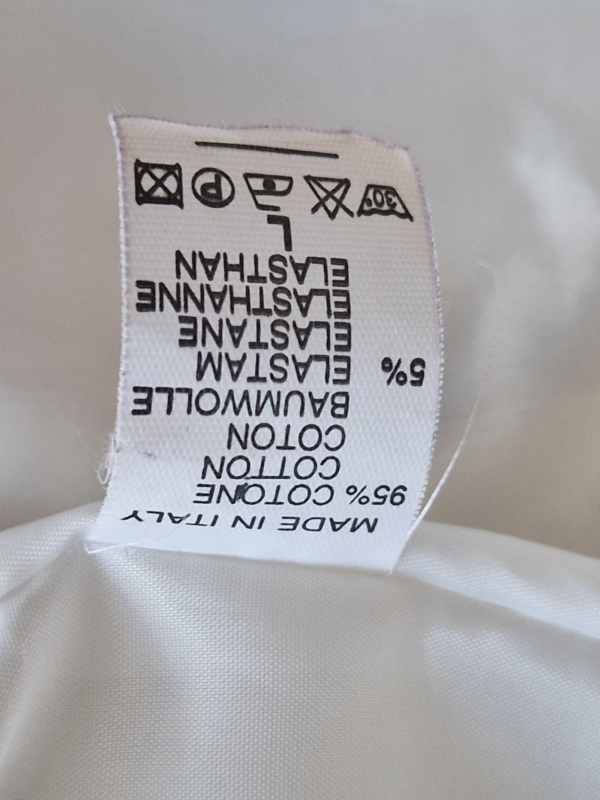 MADE IN ITALY
95% COTONE
COTTON
COTON
BAUMWOLLE
5% ELASTAM
ELASTANE
ELASTHANNE
ELASTHAN
L
30° P